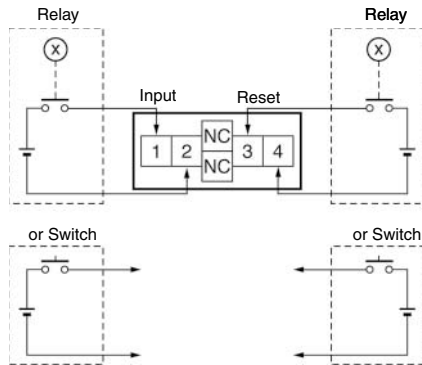 Relay Relay
X X
Input Reset
NC
1 2 3 4
NC
or Switch or Switch